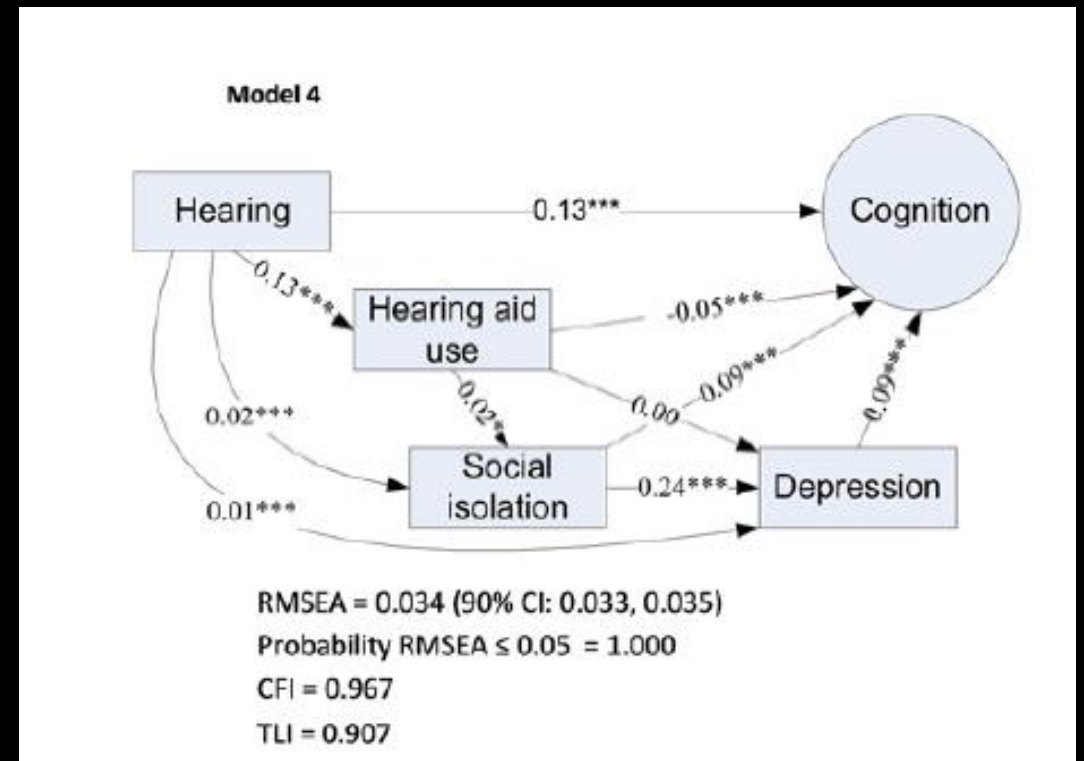 Model 4
Hearing
0.13***
Cognition
0.13***
Hearing aid
use
-0.05***
0.02*
0.09***
0.00
0.09***
0.02***
Social
isolation
0.24***
Depression
0.01***
RMSEA = 0.034 (90% CI: 0.033, 0.035)
Probability RMSEA ≤ 0.05 = 1.000
CFI = 0.967
TLI = 0.907